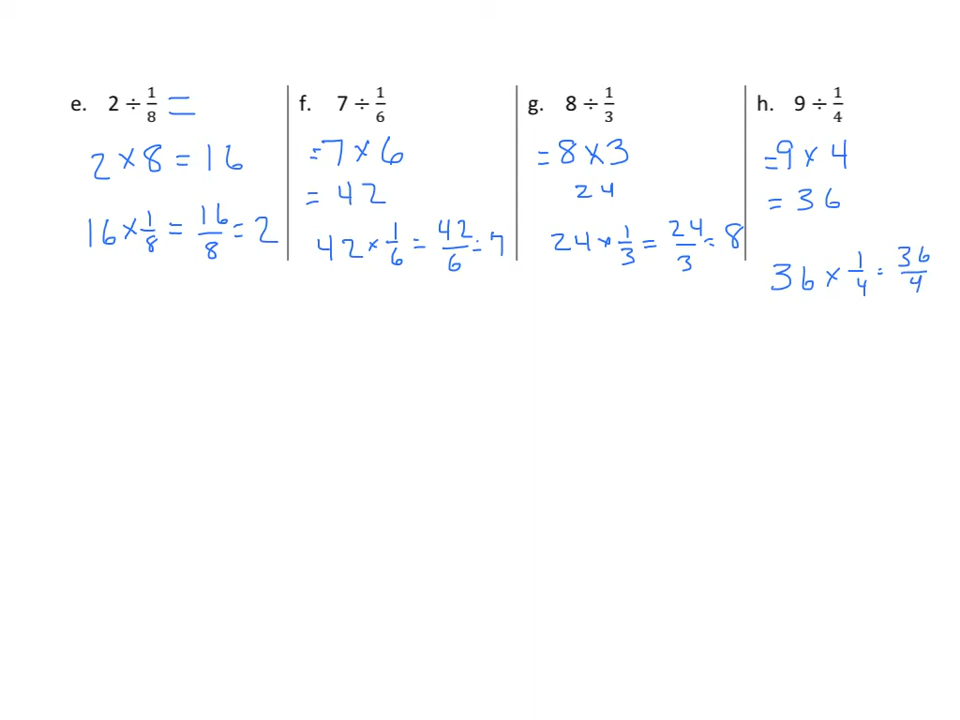 e. 2 ÷ 1/8 =
2 × 8 = 16
16 × 1/8 = 16/8 = 2
f. 7 ÷ 1/6
= 7 × 6
= 42
42 × 1/6 = 42/6 = 7
g. 8 ÷ 1/3
= 8 × 3
24
24 × 1/3 = 24/3 = 8
h. 9 ÷ 1/4
= 9 × 4
= 36
36 × 1/4 = 36/4